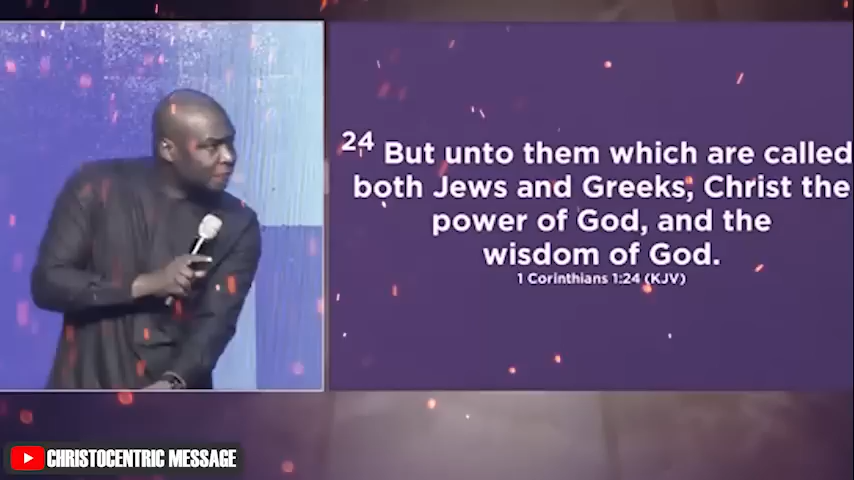 24 But unto them which are called
both Jews and Greeks, Christ the
power of God, and the
wisdom of God.
1 Corinthians 1:24 (KJV)
CHRISTOCENTRIC MESSAGE